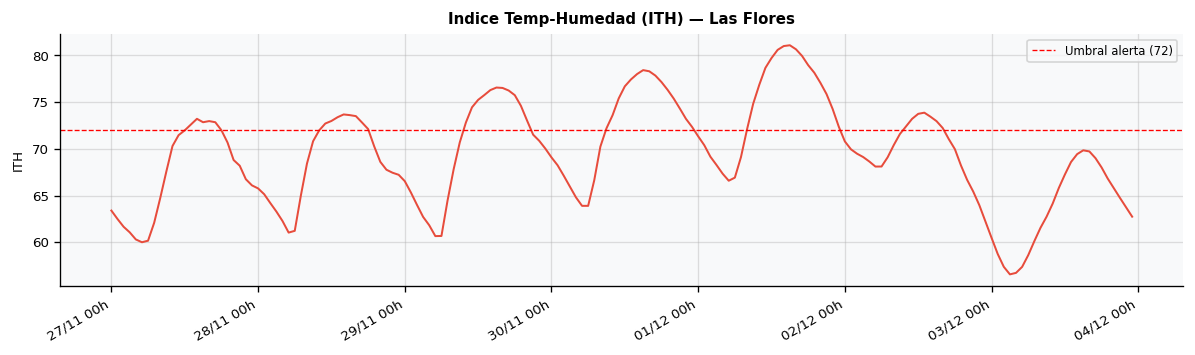 Indice Temp-Humedad (ITH) — Las Flores
Umbral alerta (72)
ITH
80
75
70
65
60
27/11 00h
28/11 00h
29/11 00h
30/11 00h
01/12 00h
02/12 00h
03/12 00h
04/12 00h